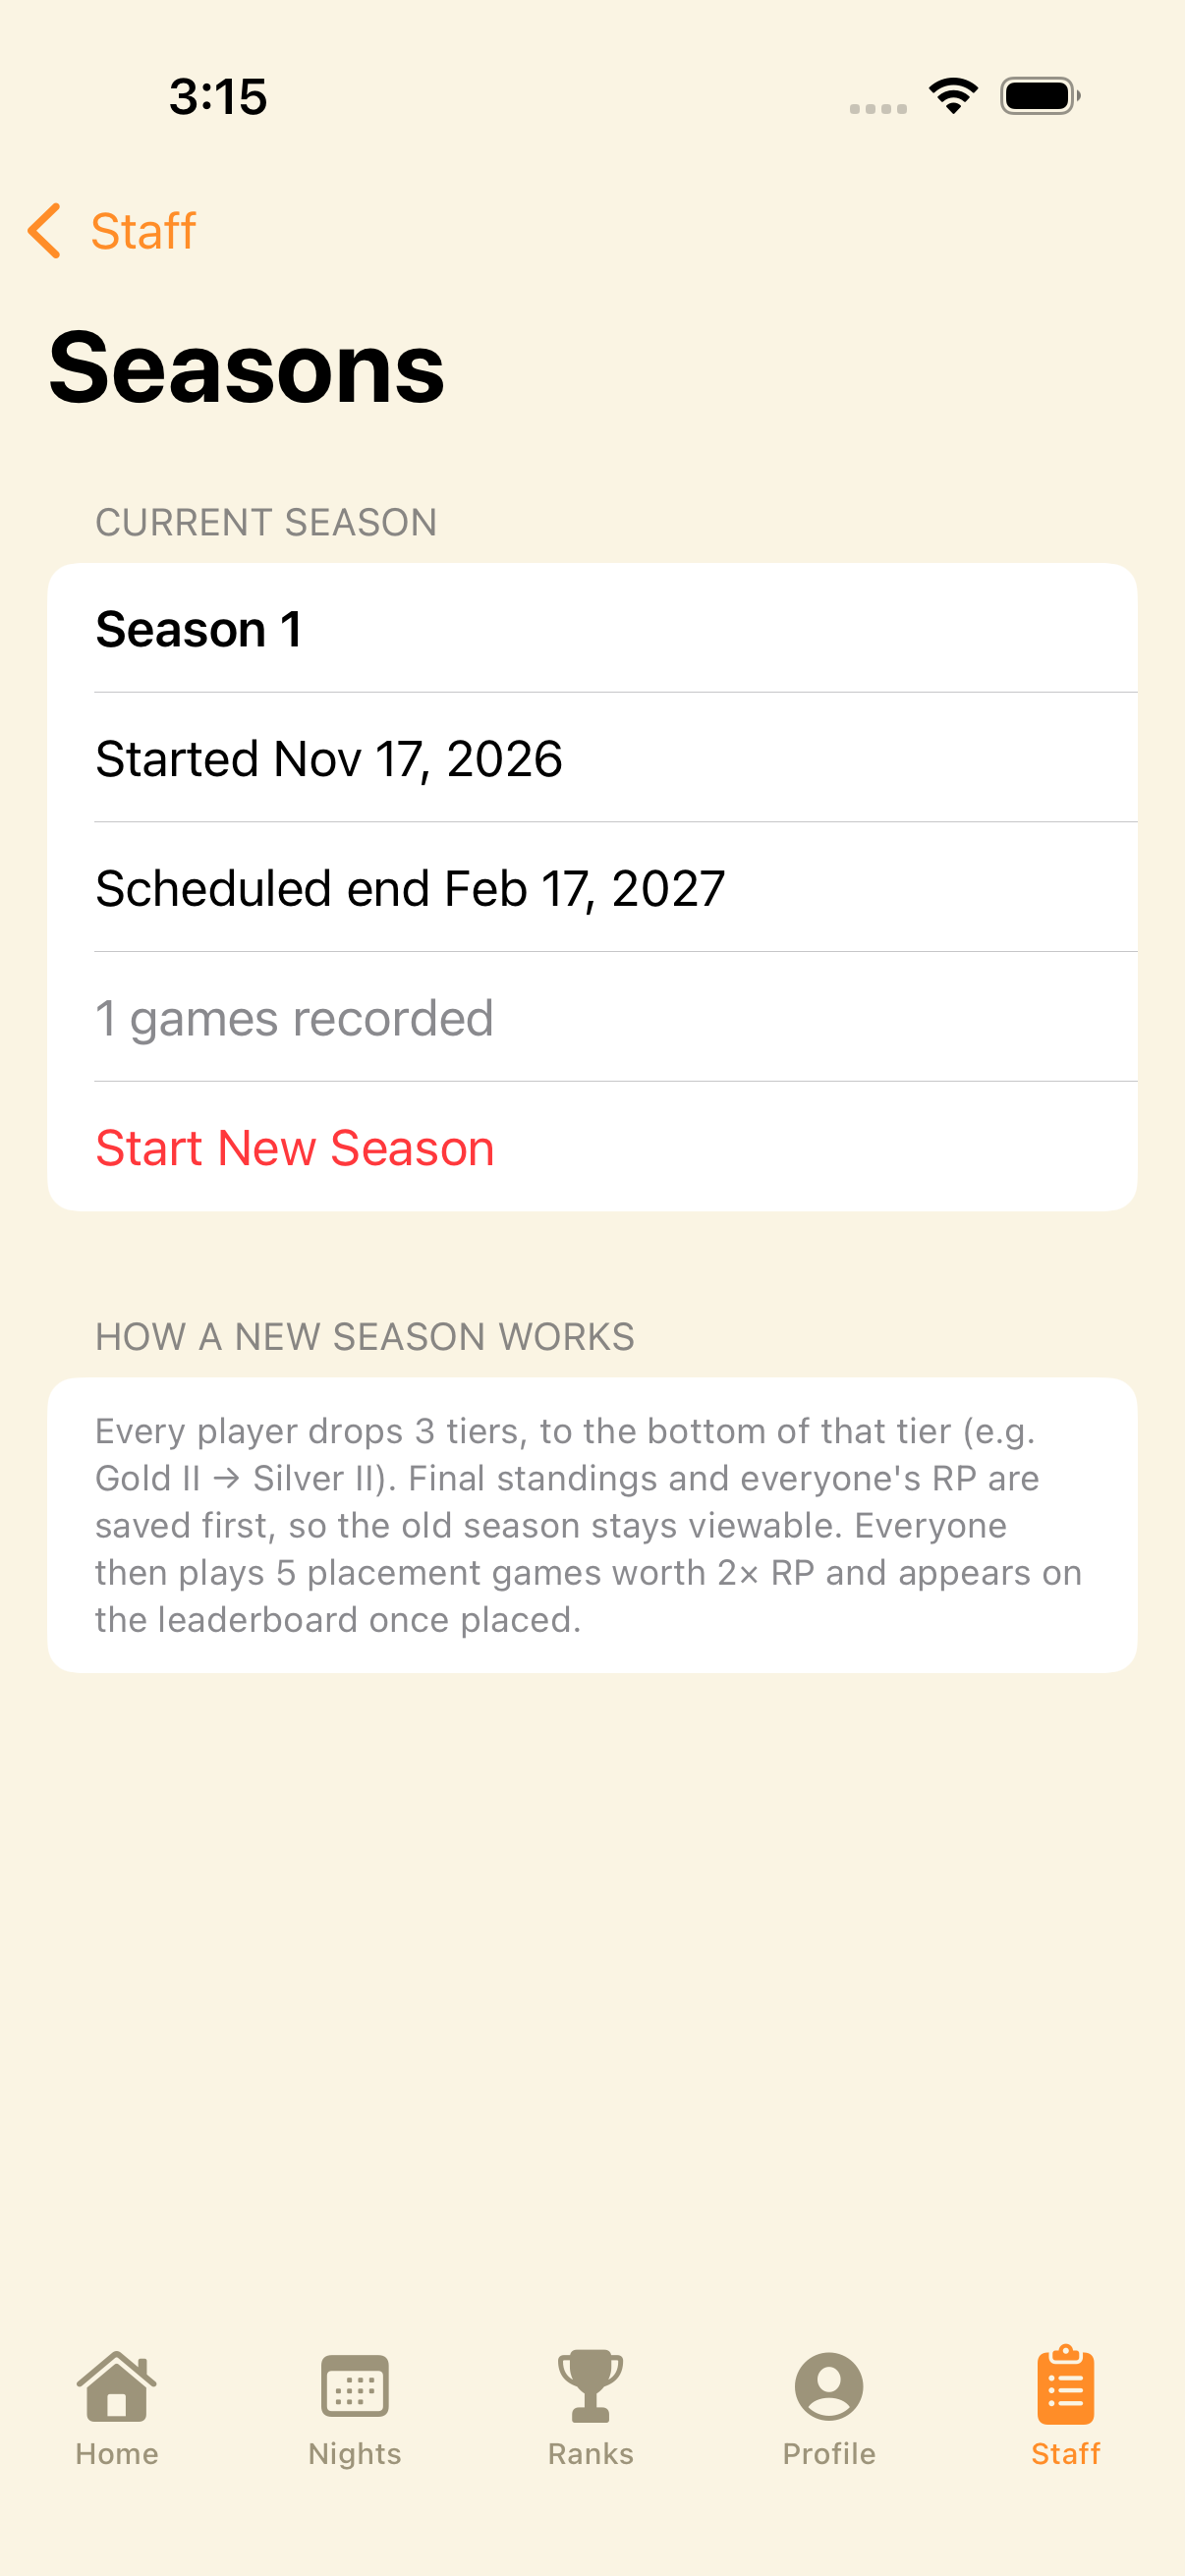 3:15
Staff
Seasons
CURRENT SEASON
Season 1
Started Nov 17, 2026
Scheduled end Feb 17, 2027
1 games recorded
Start New Season
HOW A NEW SEASON WORKS
Every player drops 3 tiers, to the bottom of that tier (e.g.
Gold II → Silver II). Final standings and everyone's RP are
saved first, so the old season stays viewable. Everyone
then plays 5 placement games worth 2× RP and appears on
the leaderboard once placed.
Home
Nights
Ranks
Profile
Staff